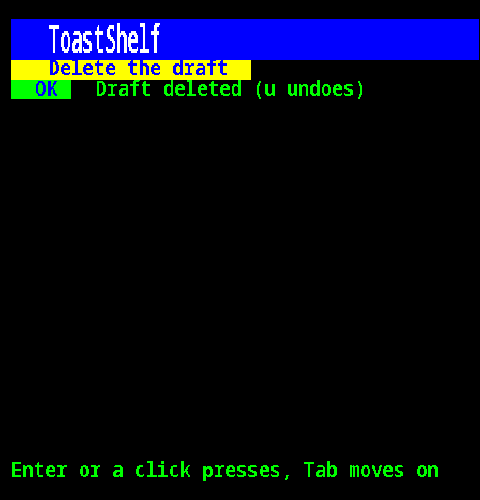 ToastShelf
Delete the draft
OK Draft deleted (u undoes)
Enter or a click presses, Tab moves on